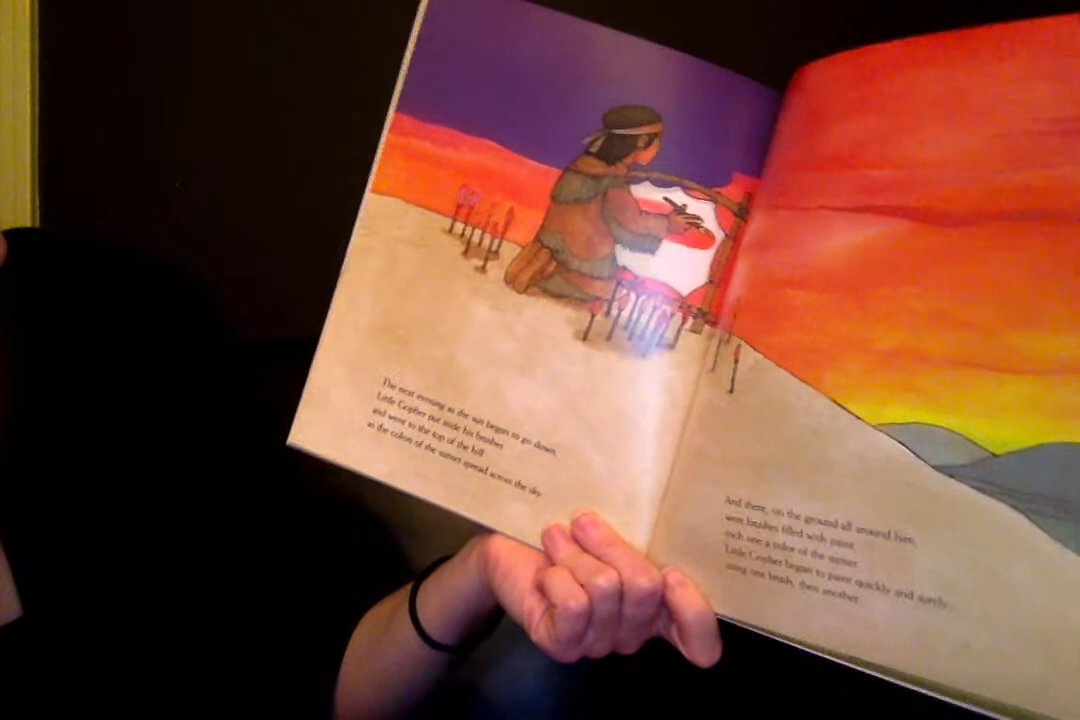 The next evening as the sun began to go down,
Little Gopher put aside his brushes
and went to the top of the hill
as the colors of the sunset spread across the sky.
And there, on the ground all around him,
were brushes filled with paint,
each one a color of the sunset.
Little Gopher began to paint quickly and surely,
using one brush, then another.